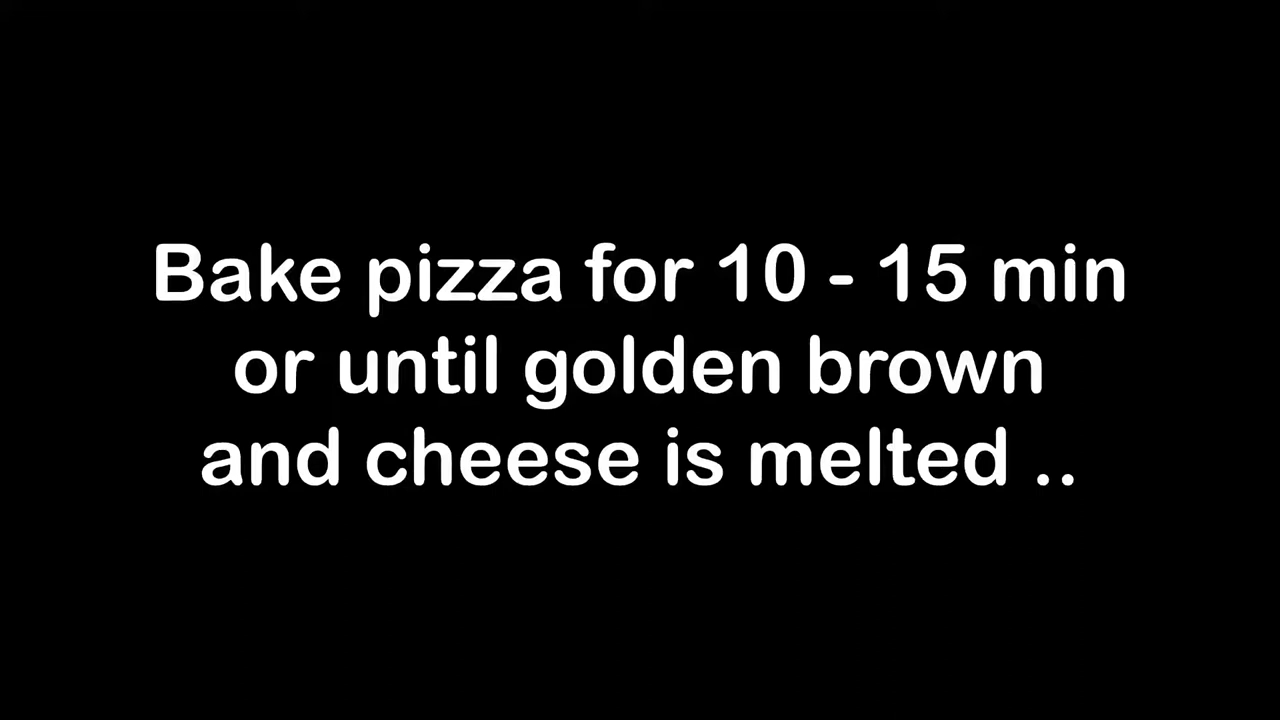 Bake pizza for 10 - 15 min
or until golden brown
and cheese is melted ..